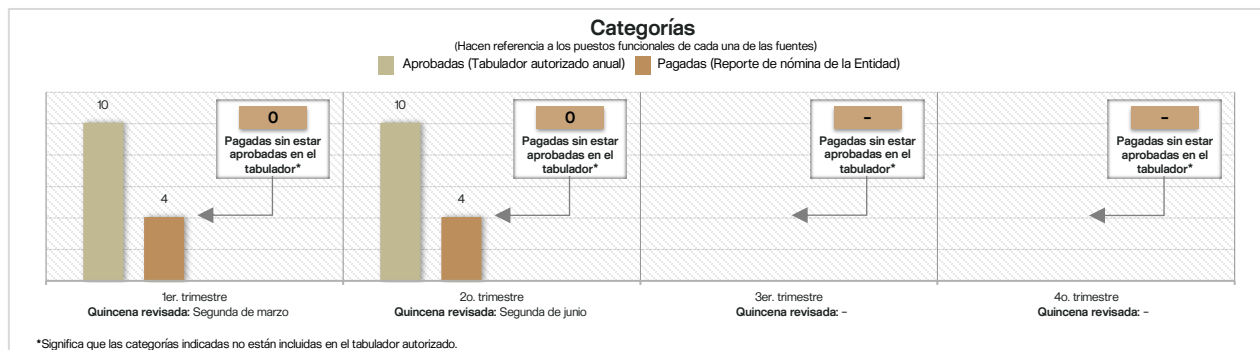 Categorías
(Hacen referencia a los puestos funcionales de cada una de las fuentes)
Aprobadas (Tabulador autorizado anual) Pagadas (Reporte de nómina de la Entidad)
10
4
0
Pagadas sin estar
aprobadas en el
tabulador*
10
4
0
Pagadas sin estar
aprobadas en el
tabulador*
-
Pagadas sin estar
aprobadas en el
tabulador*
-
Pagadas sin estar
aprobadas en el
tabulador*
1er. trimestre
Quincena revisada: Segunda de marzo
2o. trimestre
Quincena revisada: Segunda de junio
3er. trimestre
Quincena revisada: -
4o. trimestre
Quincena revisada: -
*Significa que las categorías indicadas no están incluidas en el tabulador autorizado.